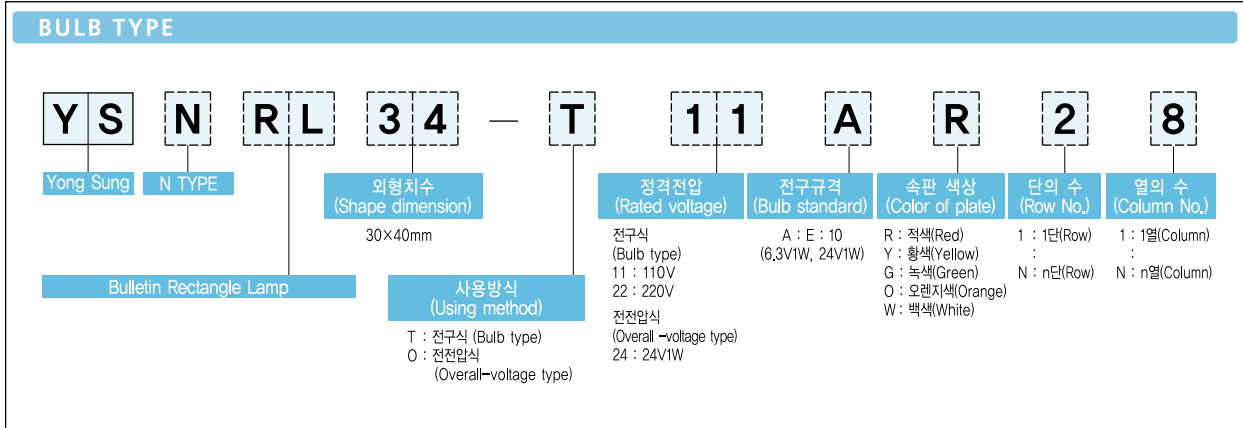 BULB TYPE
YS N RL 34 — T 11 A R 2 8
Yong Sung
N TYPE
Bulletin Rectangle Lamp
외형치수
(Shape dimension)
30×40mm
사용방식
(Using method)
T : 전구식 (Bulb type)
O : 전전압식
(Overall-voltage type)
정격전압
(Rated voltage)
전구식
(Bulb type)
11 : 110V
22 : 220V
전전압식
(Overall -voltage type)
24 : 24V1W
전구규격
(Bulb standard)
A : E : 10
(6.3V1W, 24V1W)
속판 색상
(Color of plate)
R : 적색(Red)
Y : 황색(Yellow)
G : 녹색(Green)
O : 오렌지색(Orange)
W : 백색(White)
단의 수
(Row No.)
1 : 1단(Row)
:
N : n단(Row)
열의 수
(Column No.)
1 : 1열(Column)
:
N : n열(Column)